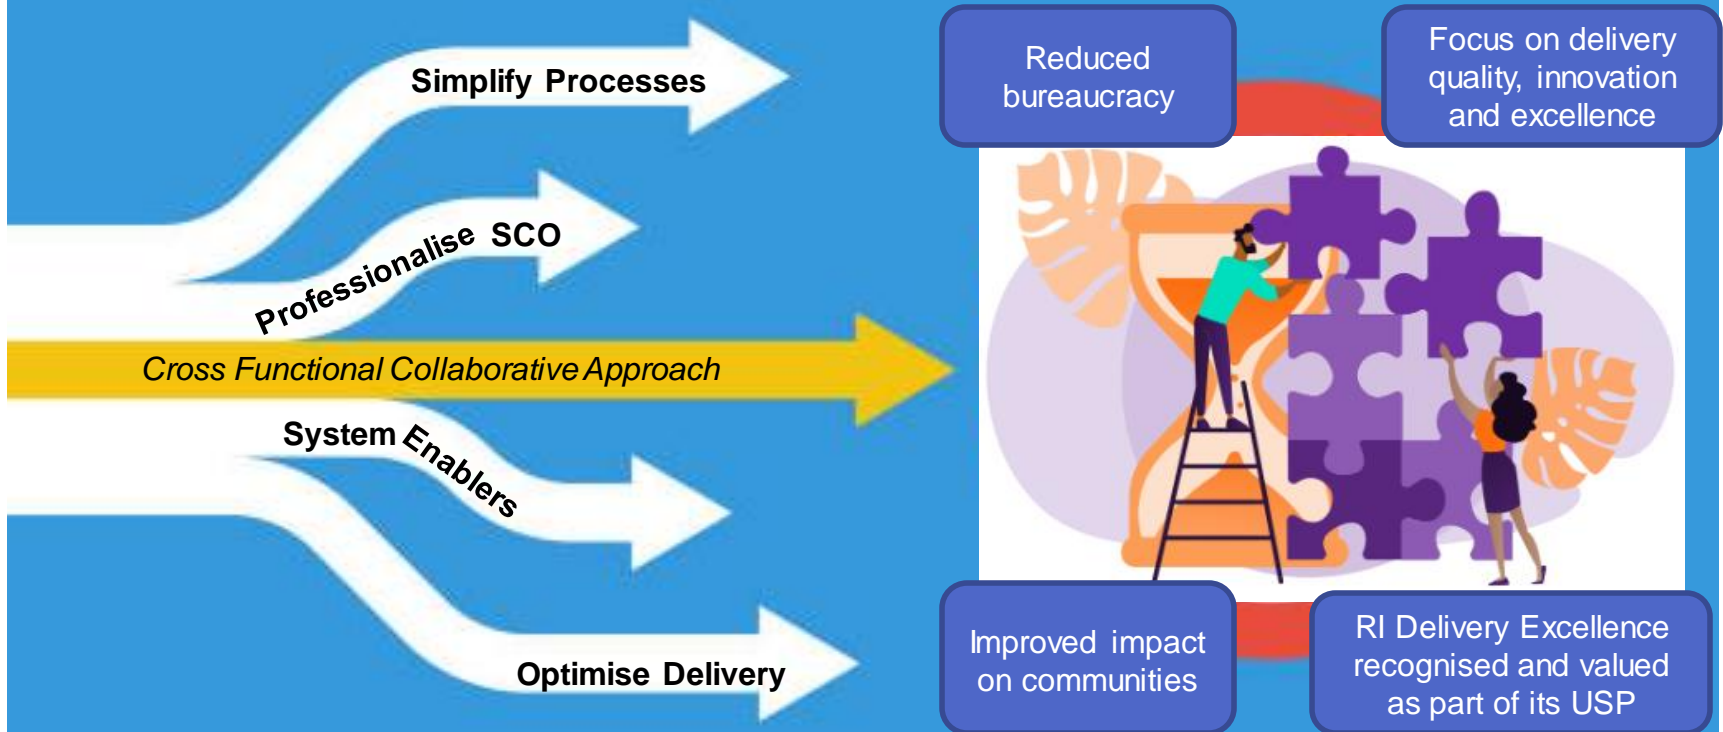 Simplify Processes
Professionalise SCO
Cross Functional Collaborative Approach
System Enablers
Optimise Delivery
Reduced
bureaucracy
Focus on delivery
quality, innovation
and excellence
Improved impact
on communities
RI Delivery Excellence
recognised and valued
as part of its USP